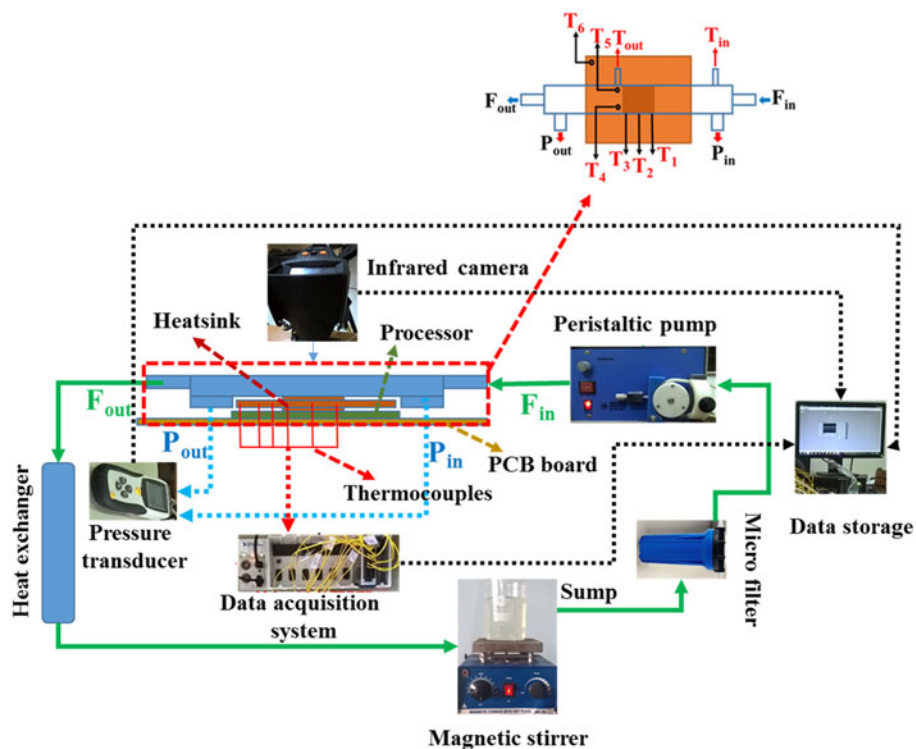 T6
T5
Tout
Tin
Fout
Fin
Pout
T4
T3
T2
T1
Pin
Infrared camera
Heatsink
Processor
Peristaltic pump
Fout
Fin
Pout
Pin
PCB board
Thermocouples
Heat exchanger
Pressure
transducer
Data acquisition
system
Sump
Micro filter
Data storage
Magnetic stirrer